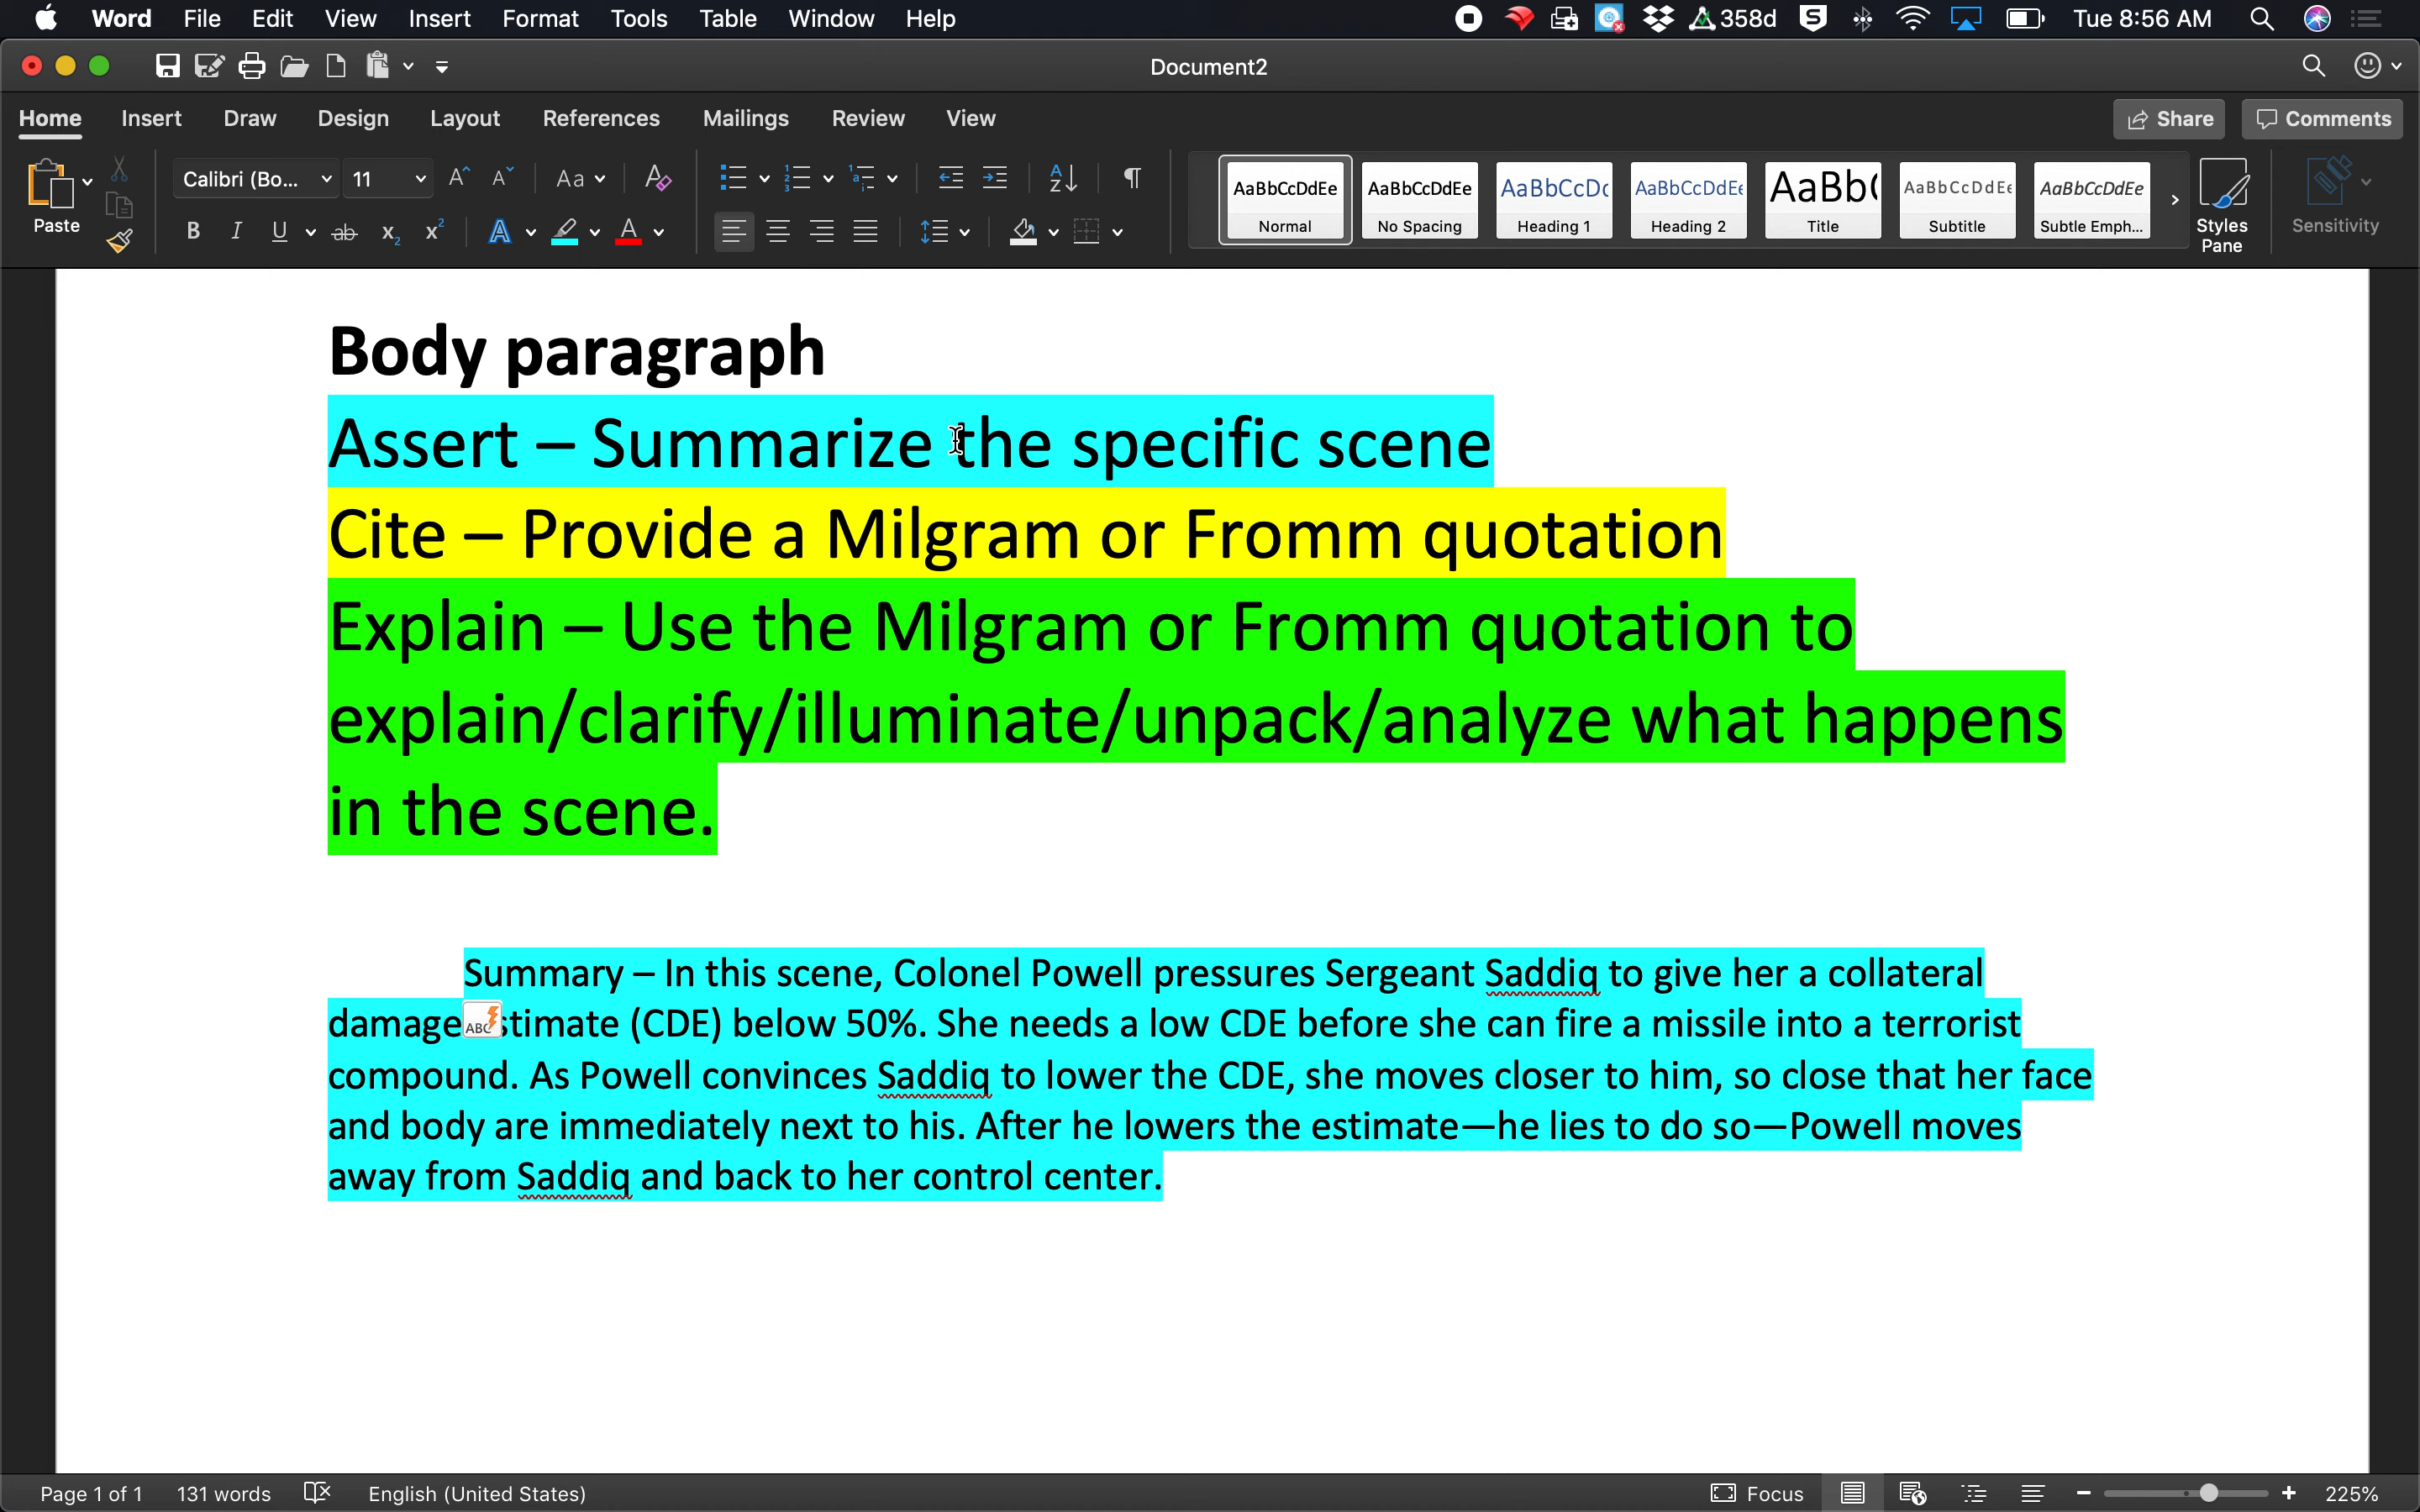 Word File Edit View Insert Format Tools Table Window Help 358d Tue 8:56 AM
Document2
Home Insert Draw Design Layout References Mailings Review View Share Comments
Paste Calibri (Bo... 11 Aa AaBbCcDdEe Normal AaBbCcDdEe No Spacing AaBbCcDc Heading 1 AaBbCcDdEe Heading 2 AaBb( Title AaBbCcDdEe Subtitle AaBbCcDdEe Subtle Emph... Styles Pane Sensitivity
B I U ab X₂ X² A A
Body paragraph
Assert – Summarize the specific scene
Cite – Provide a Milgram or Fromm quotation
Explain – Use the Milgram or Fromm quotation to
explain/clarify/illuminate/unpack/analyze what happens
in the scene.
Summary – In this scene, Colonel Powell pressures Sergeant Saddiq to give her a collateral
damage ABC stimate (CDE) below 50%. She needs a low CDE before she can fire a missile into a terrorist
compound. As Powell convinces Saddiq to lower the CDE, she moves closer to him, so close that her face
and body are immediately next to his. After he lowers the estimate—he lies to do so—Powell moves
away from Saddiq and back to her control center.
Page 1 of 1 131 words English (United States) Focus 225%